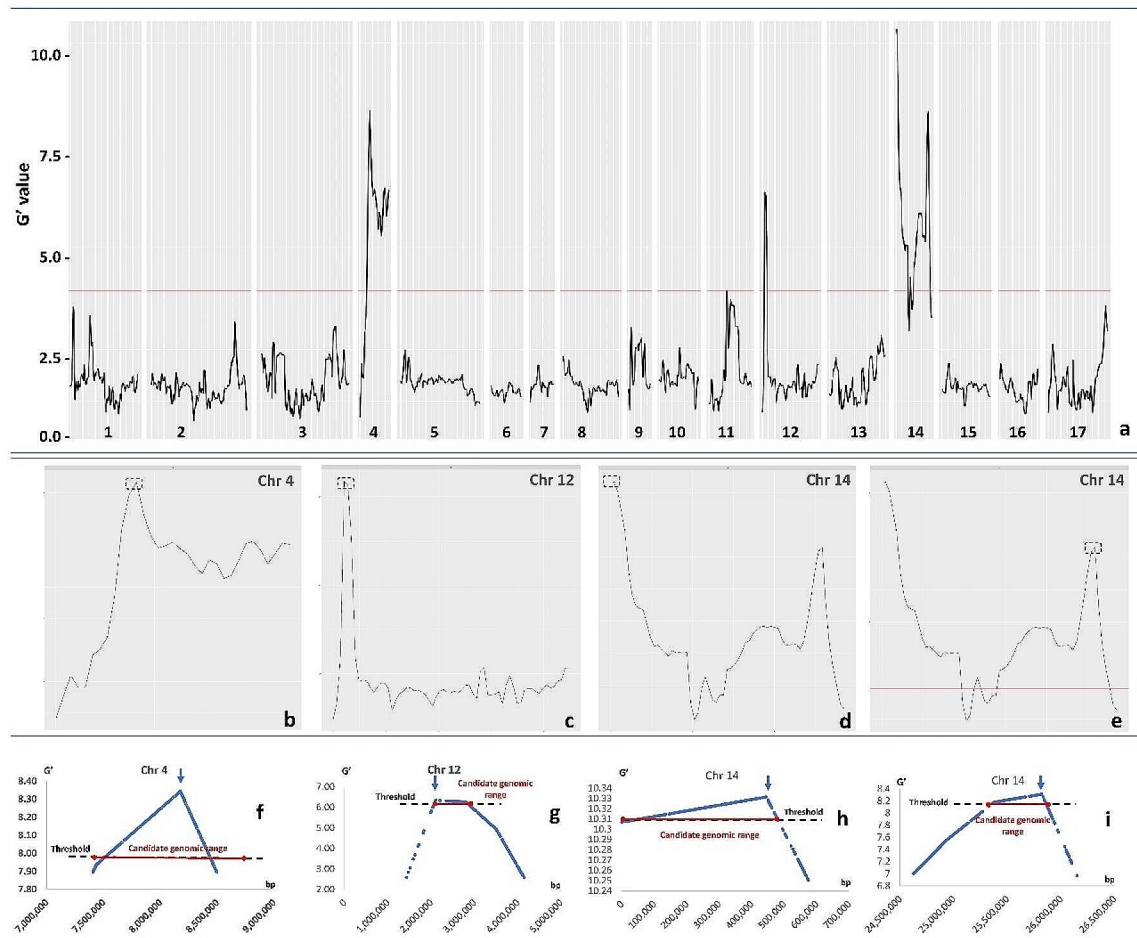 G' value
10.0 -
7.5 -
5.0 -
2.5 -
0.0 -
1 2 3 4 5 6 7 8 9 10 11 12 13 14 15 16 17
a
Chr 4
b
Chr 12
c
Chr 14
d
Chr 14
e
G'
Chr 4
f
8.40
8.30
8.20
8.10
8.00
7.90
7.80
Threshold
Candidate genomic range
bp
7,000,000
7,500,000
8,000,000
8,500,000
9,000,000
G'
Chr 12
g
7.00
6.00
5.00
4.00
3.00
2.00
Threshold
Candidate genomic
range
bp
0
1,000,000
2,000,000
3,000,000
4,000,000
5,000,000
G'
Chr 14
h
10.34
10.33
10.32
10.31
10.3
10.29
10.28
10.27
10.26
10.25
10.24
Threshold
Candidate genomic range
bp
0
100,000
200,000
300,000
400,000
500,000
600,000
700,000
G'
Chr 14
i
8.4
8.2
8
7.8
7.6
7.4
7.2
7
6.8
Threshold
Candidate genomic
range
bp
24,500,000
25,000,000
25,500,000
26,000,000
26,500,000